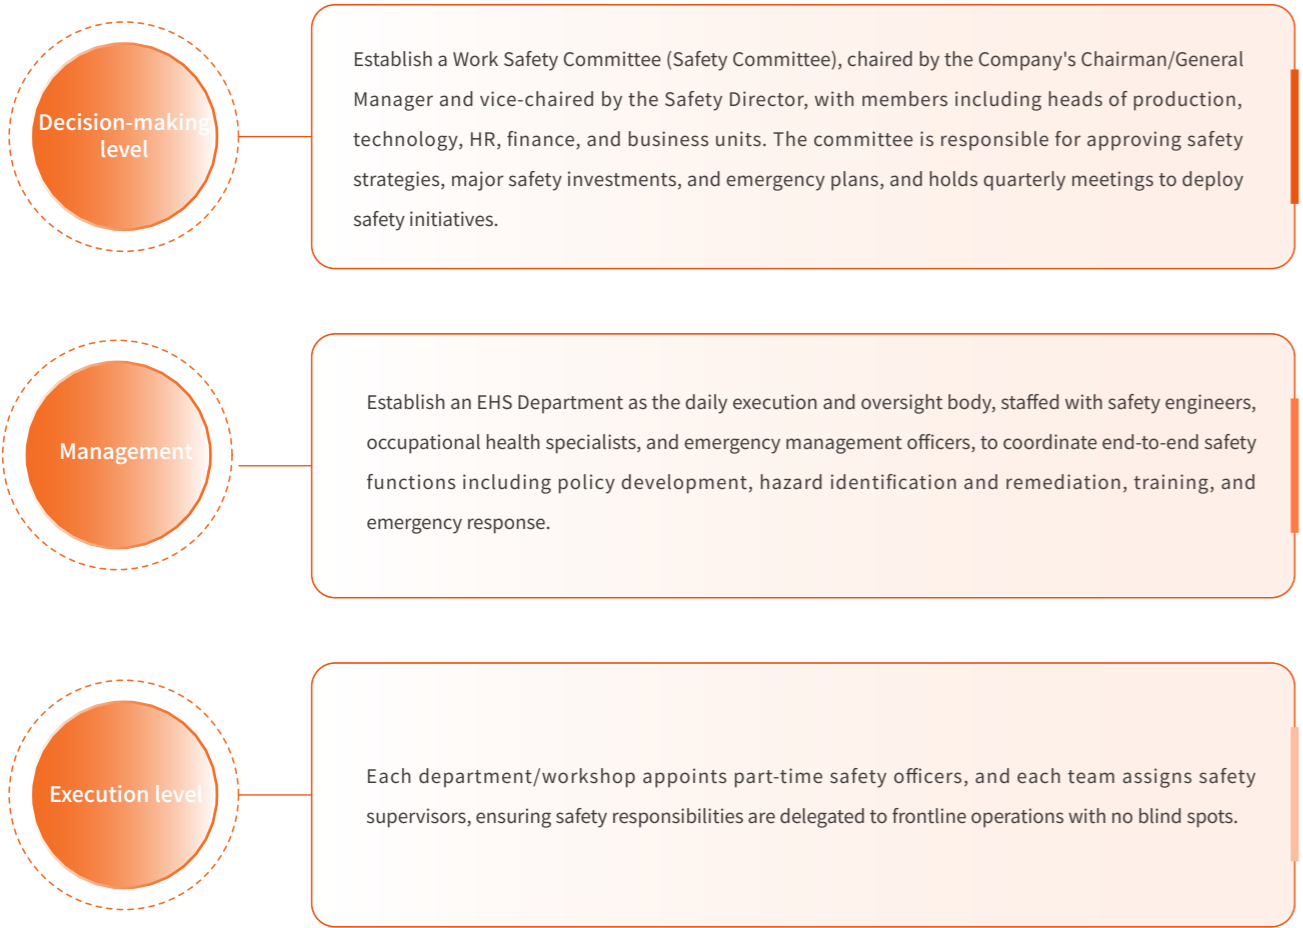 Decision-making
level
Establish a Work Safety Committee (Safety Committee), chaired by the Company's Chairman/General
Manager and vice-chaired by the Safety Director, with members including heads of production,
technology, HR, finance, and business units. The committee is responsible for approving safety
strategies, major safety investments, and emergency plans, and holds quarterly meetings to deploy
safety initiatives.
Management
Establish an EHS Department as the daily execution and oversight body, staffed with safety engineers,
occupational health specialists, and emergency management officers, to coordinate end-to-end safety
functions including policy development, hazard identification and remediation, training, and
emergency response.
Execution level
Each department/workshop appoints part-time safety officers, and each team assigns safety
supervisors, ensuring safety responsibilities are delegated to frontline operations with no blind spots.